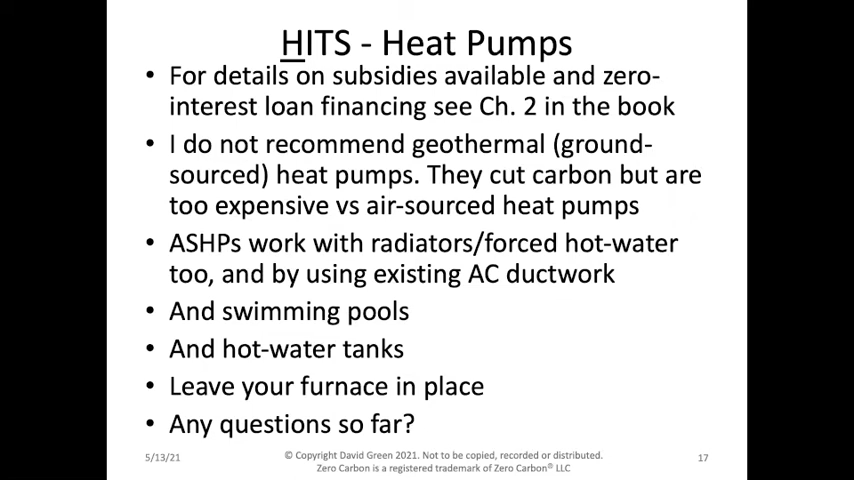 HITS - Heat Pumps
• For details on subsidies available and zero-
interest loan financing see Ch. 2 in the book
• I do not recommend geothermal (ground-
sourced) heat pumps. They cut carbon but are
too expensive vs air-sourced heat pumps
• ASHPs work with radiators/forced hot-water
too, and by using existing AC ductwork
• And swimming pools
• And hot-water tanks
• Leave your furnace in place
• Any questions so far?
5/13/21
© Copyright David Green 2021. Not to be copied, recorded or distributed.
Zero Carbon is a registered trademark of Zero Carbon® LLC
17